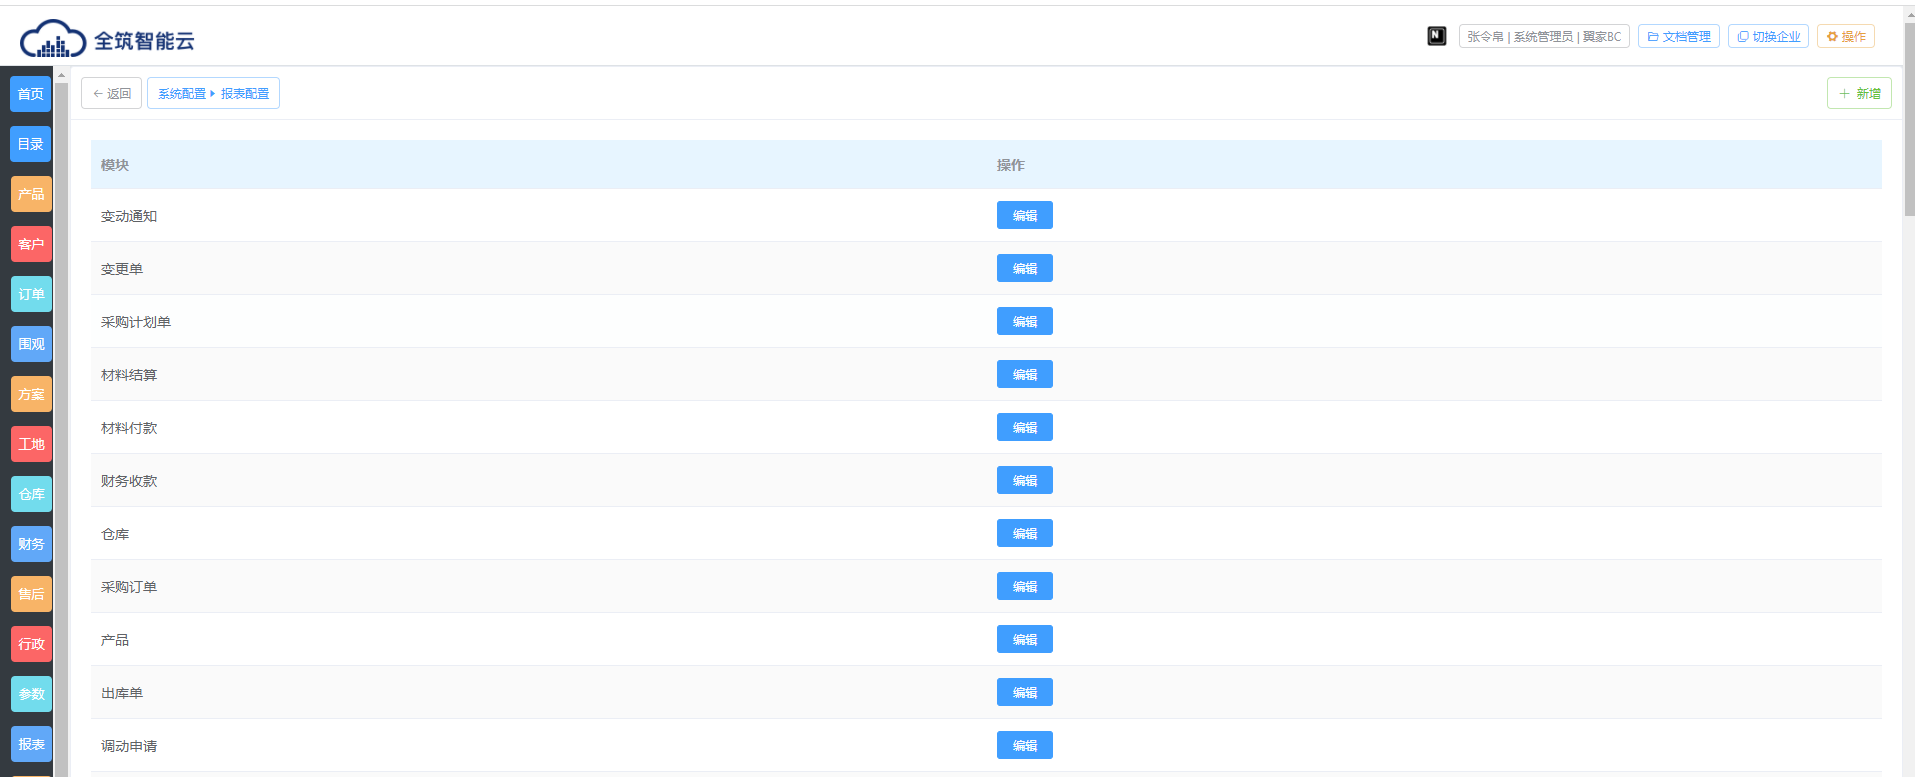 全筑智能云
N
张令帛 | 系统管理员 | 翼家BC
文档管理
切换企业
操作
首页
目录
产品
客户
订单
围观
方案
工地
仓库
财务
售后
行政
参数
报表
返回
系统配置 报表配置
新增
模块 操作
变动通知 编辑
变更单 编辑
采购计划单 编辑
材料结算 编辑
材料付款 编辑
财务收款 编辑
仓库 编辑
采购订单 编辑
产品 编辑
出库单 编辑
调动申请 编辑